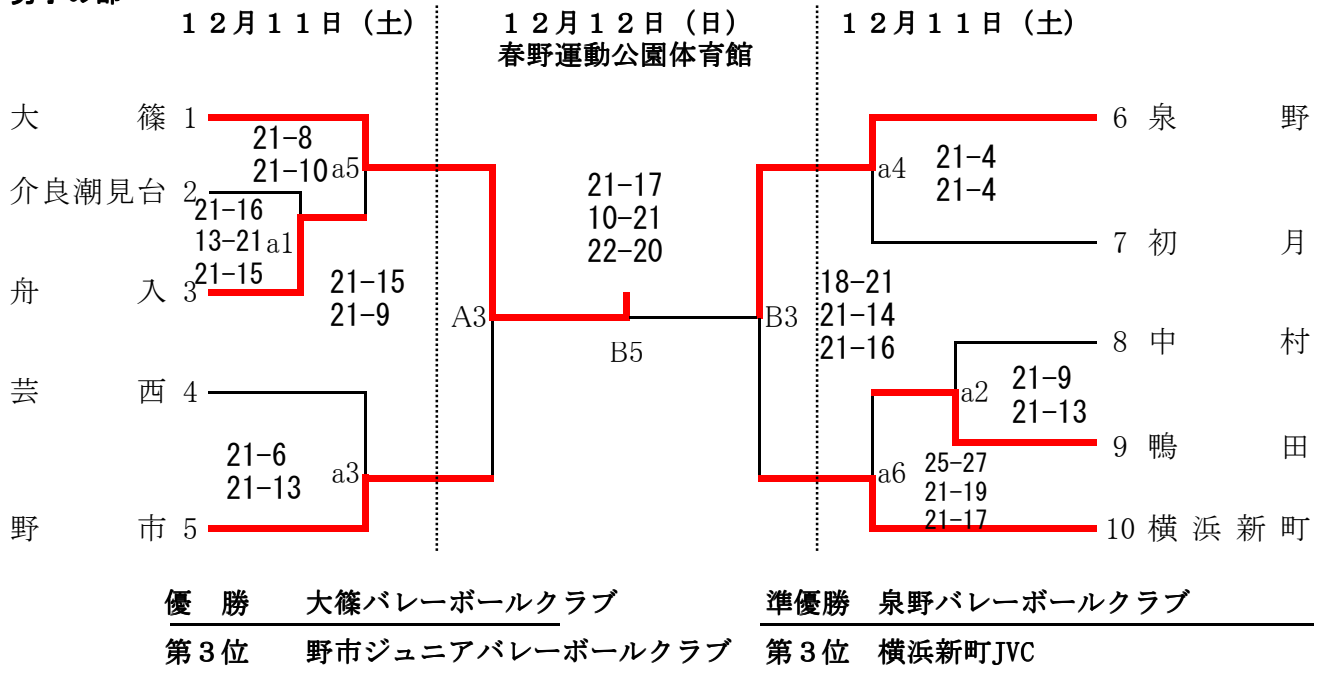 １２月１１日（土）
１２月１２日（日）
春野運動公園体育館
１２月１１日（土）
大篠 1
21-8
21-10
a5
介良潮見台 2
21-16
13-21
21-15
a1
舟入 3
21-15
21-9
A3
芸西 4
21-6
21-13
a3
野市 5
21-17
10-21
22-20
B5
6 泉野
a4
21-4
21-4
7 初月
18-21
21-14
21-16
B3
8 中村
a2
21-9
21-13
9 鴨田
a6
25-27
21-19
21-17
10 横浜新町
優　勝　大篠バレーボールクラブ
準優勝　泉野バレーボールクラブ
第３位　野市ジュニアバレーボールクラブ
第３位　横浜新町JVC